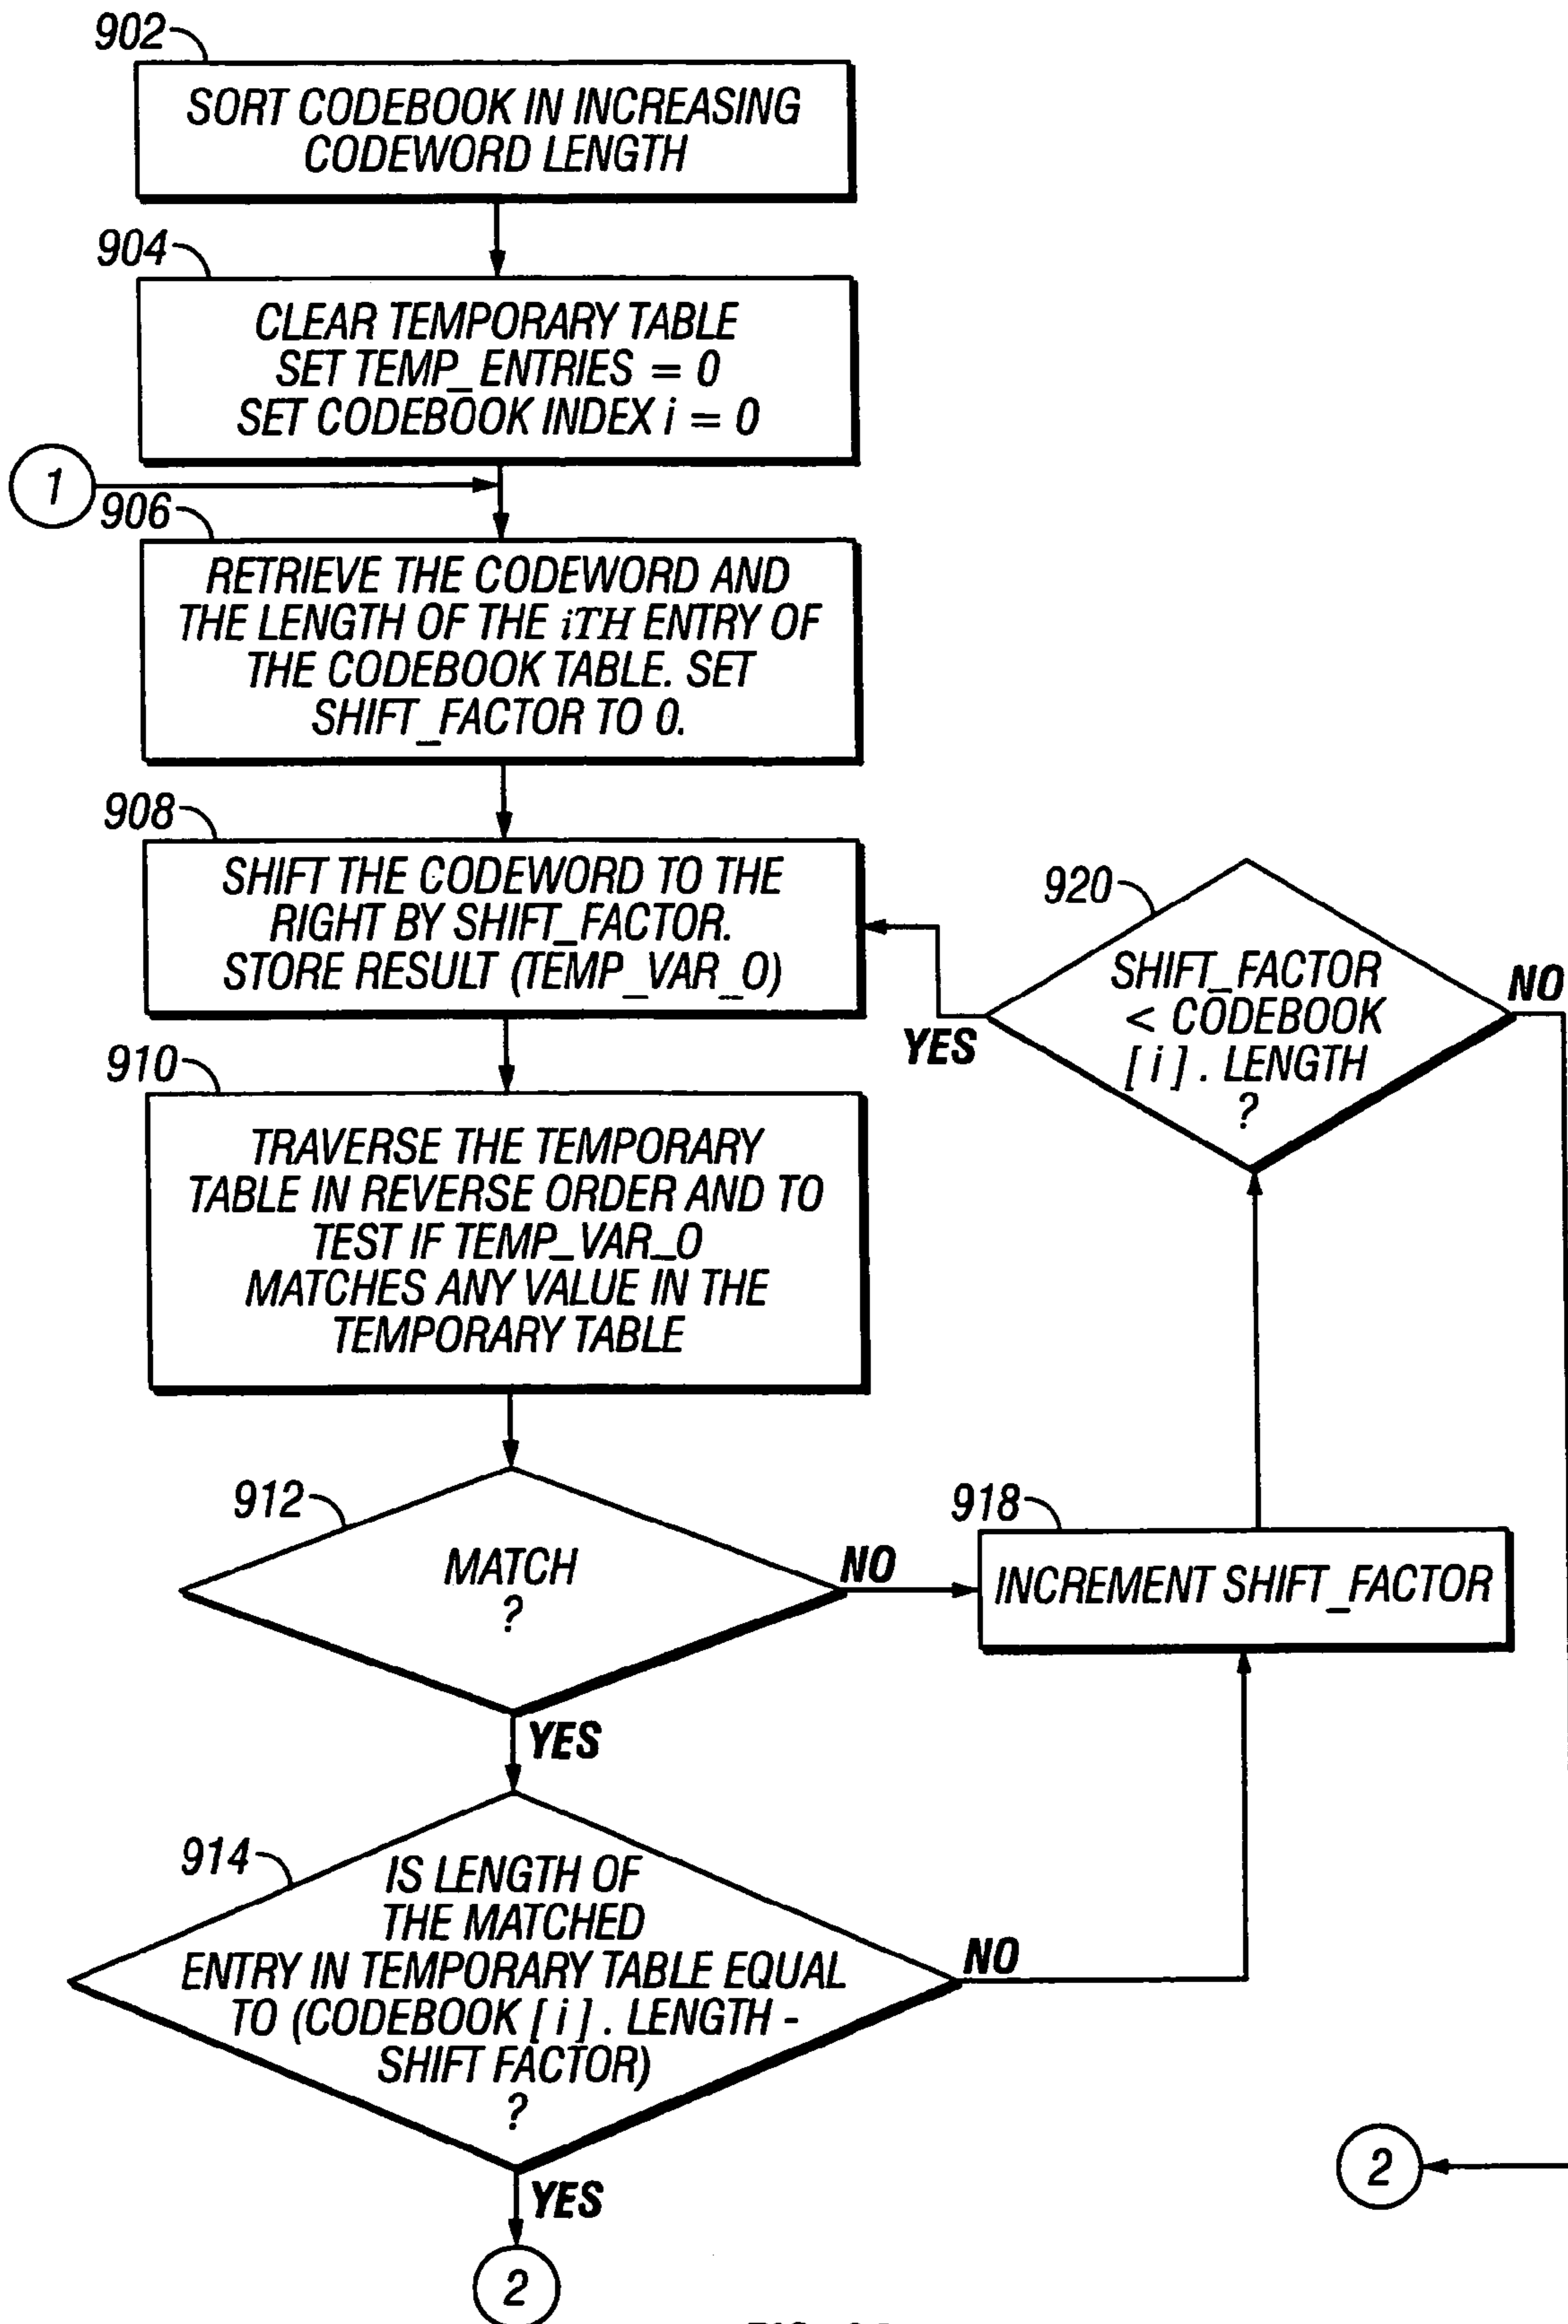 902
SORT CODEBOOK IN INCREASING
CODEWORD LENGTH
904
CLEAR TEMPORARY TABLE
SET TEMP_ENTRIES = 0
SET CODEBOOK INDEX i = 0
1
906
RETRIEVE THE CODEWORD AND
THE LENGTH OF THE iTH ENTRY OF
THE CODEBOOK TABLE. SET
SHIFT_FACTOR TO 0.
908
SHIFT THE CODEWORD TO THE
RIGHT BY SHIFT_FACTOR.
STORE RESULT (TEMP_VAR_O)
920
SHIFT_FACTOR
< CODEBOOK
[ i ] . LENGTH
?
NO
YES
910
TRAVERSE THE TEMPORARY
TABLE IN REVERSE ORDER AND TO
TEST IF TEMP_VAR_O
MATCHES ANY VALUE IN THE
TEMPORARY TABLE
912
MATCH
?
NO
918
INCREMENT SHIFT_FACTOR
YES
914
IS LENGTH OF
THE MATCHED
ENTRY IN TEMPORARY TABLE EQUAL
TO (CODEBOOK [ i ] . LENGTH -
SHIFT FACTOR)
?
NO
YES
2
2